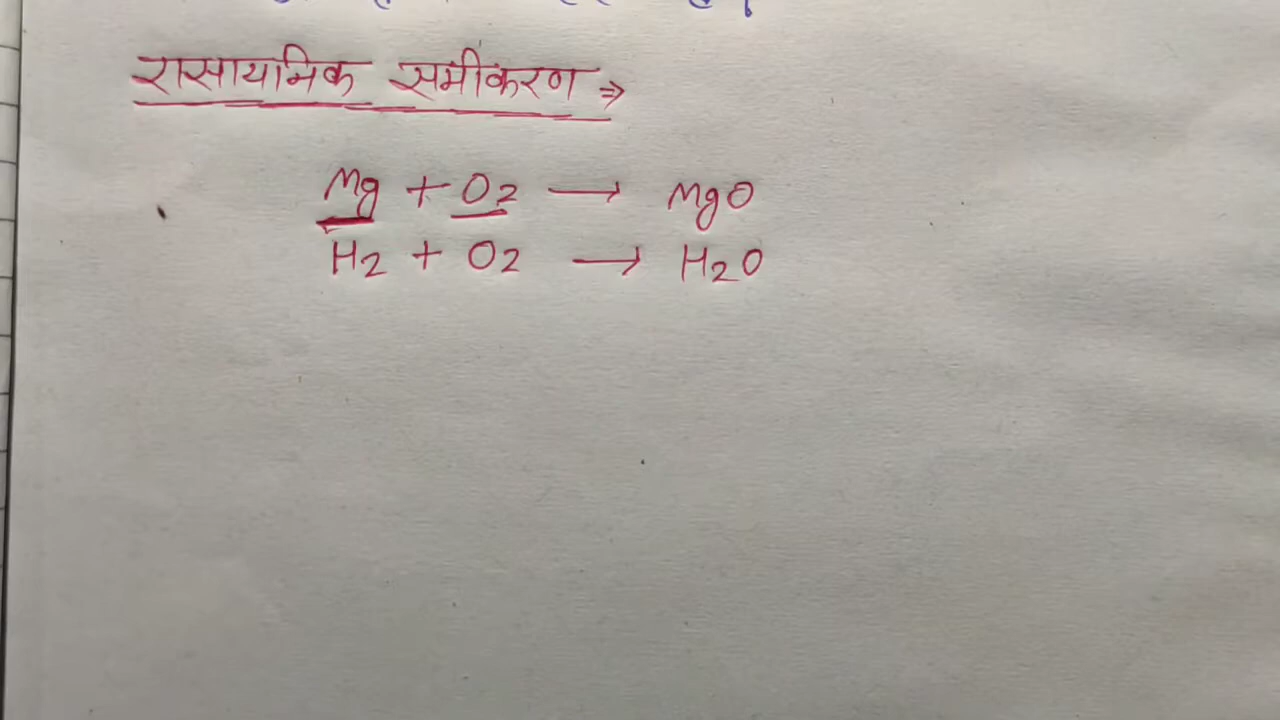 रासायनिक समीकरण ⇒
Mg + O2 → MgO
H2 + O2 → H2O